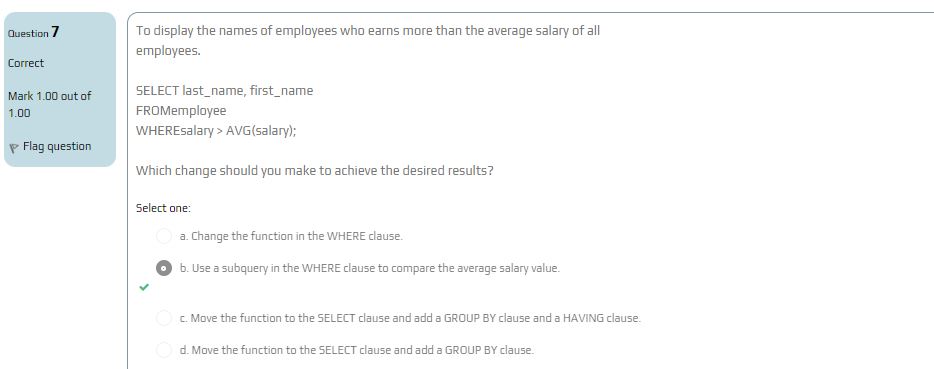 Question 7
Correct
Mark 1.00 out of
1.00
Flag question
To display the names of employees who earns more than the average salary of all
employees.
SELECT last_name, first_name
FROMemployee
WHEREsalary > AVG(salary);
Which change should you make to achieve the desired results?
Select one:
a. Change the function in the WHERE clause.
b. Use a subquery in the WHERE clause to compare the average salary value.
c. Move the function to the SELECT clause and add a GROUP BY clause and a HAVING clause.
d. Move the function to the SELECT clause and add a GROUP BY clause.